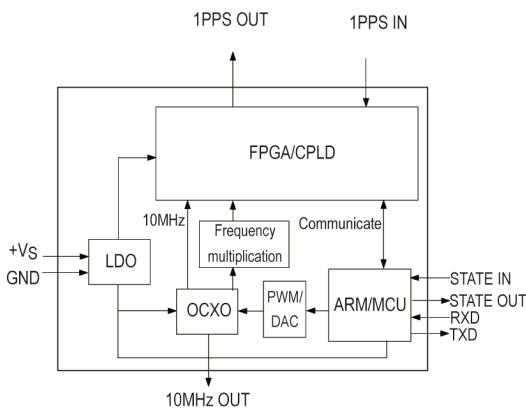 1PPS OUT
1PPS IN
FPGA/CPLD
10MHz
Frequency
multiplication
Communicate
+Vs
GND
LDO
OCXO
PWM/
DAC
ARM/MCU
STATE IN
STATE OUT
RXD
TXD
10MHz OUT